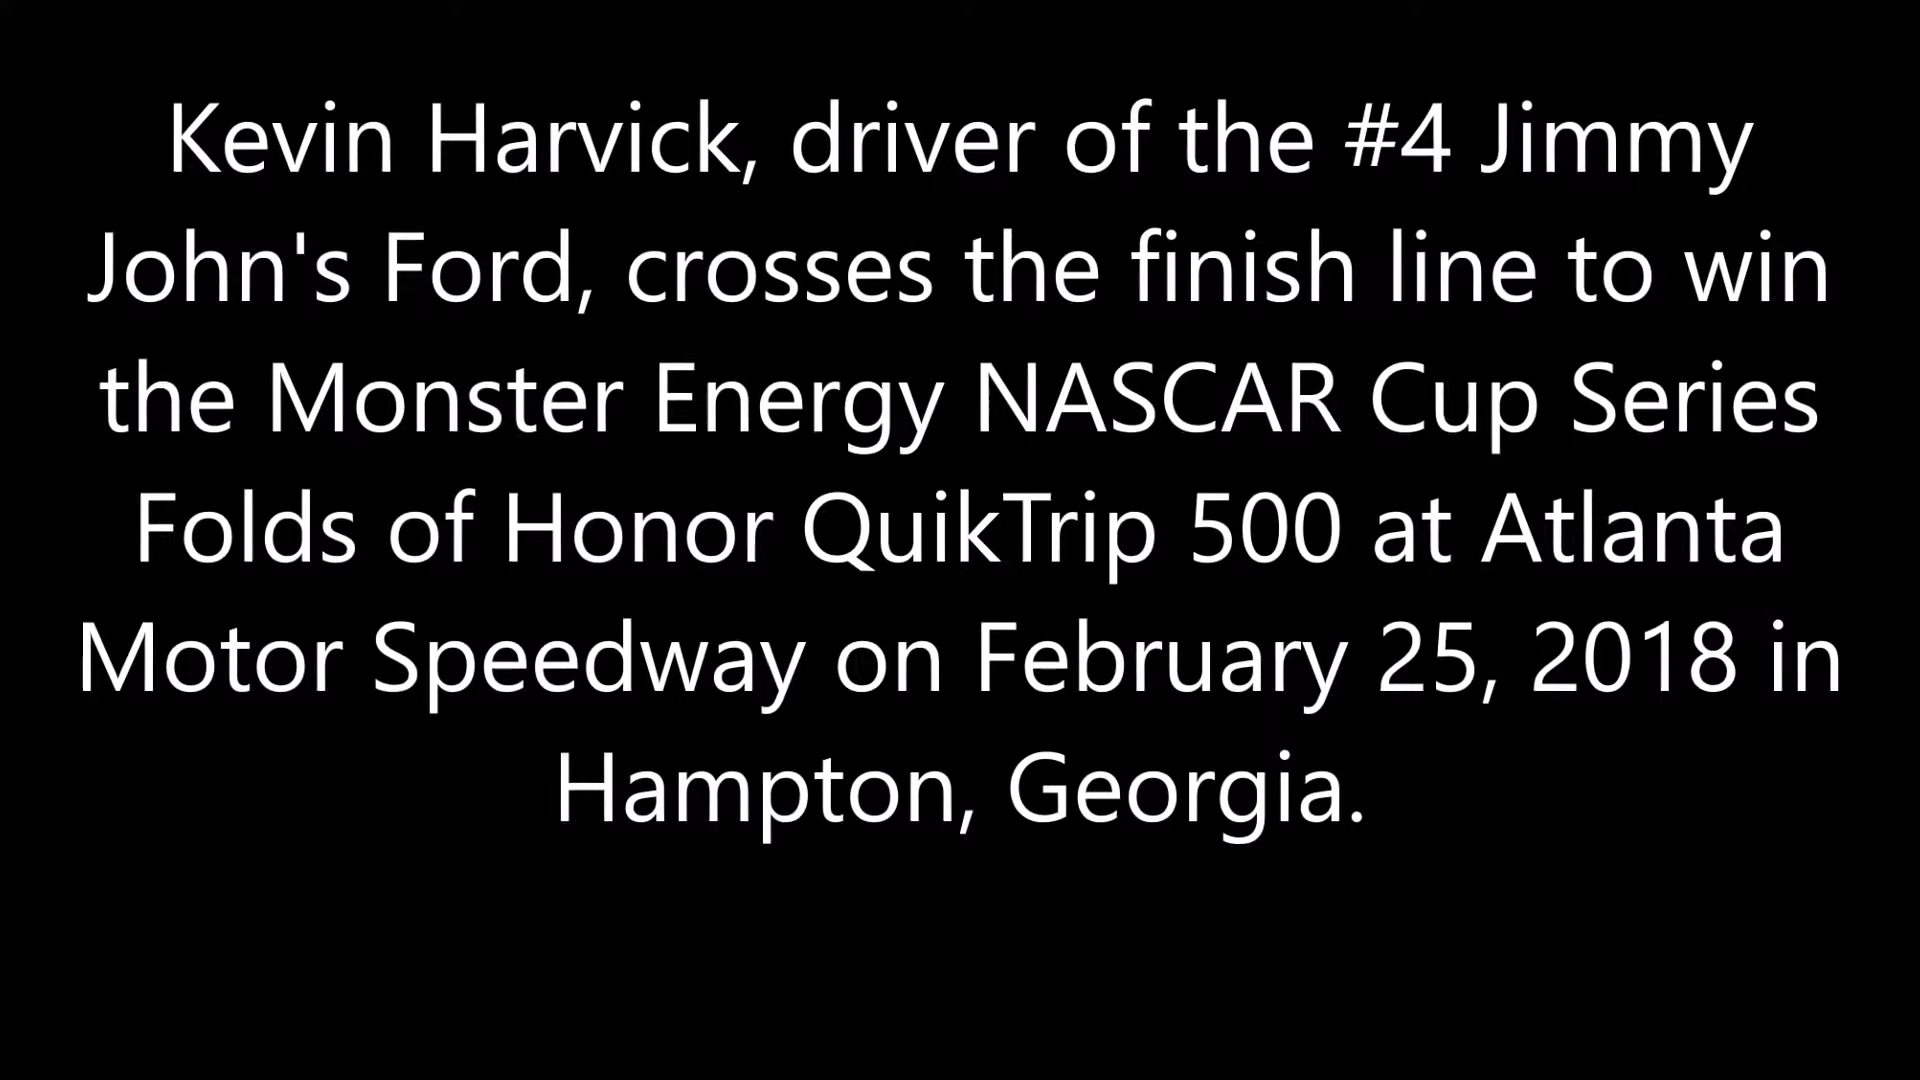 Kevin Harvick, driver of the #4 Jimmy
John's Ford, crosses the finish line to win
the Monster Energy NASCAR Cup Series
Folds of Honor QuikTrip 500 at Atlanta
Motor Speedway on February 25, 2018 in
Hampton, Georgia.